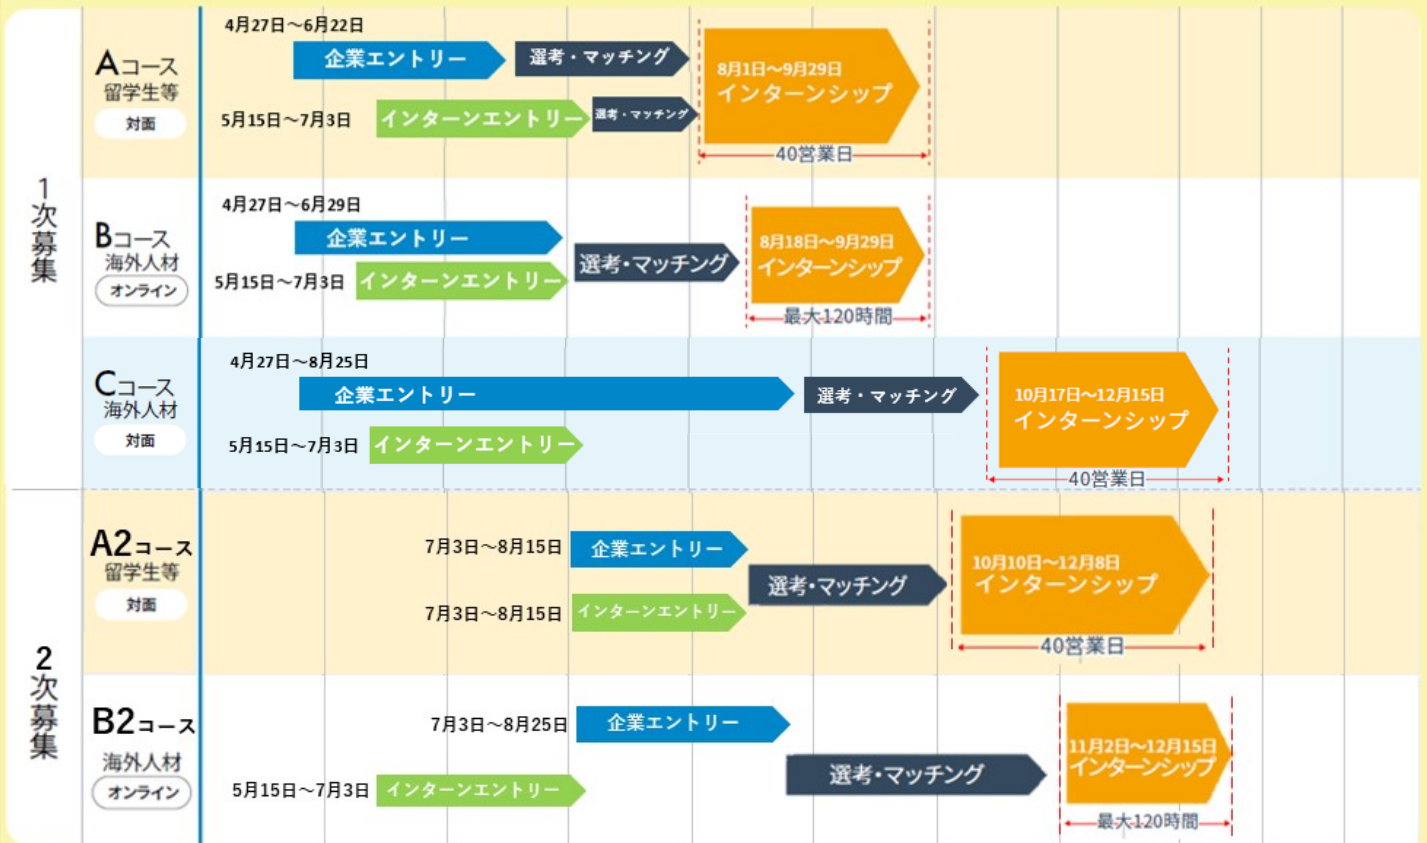 1次募集
Aコース
留学生等
対面
4月27日～6月22日
企業エントリー
選考・マッチング
5月15日～7月3日
インターンエントリー
選考・マッチング
8月1日～9月29日
インターンシップ
40営業日
Bコース
海外人材
オンライン
4月27日～6月29日
企業エントリー
5月15日～7月3日
インターンエントリー
選考・マッチング
8月18日～9月29日
インターンシップ
最大120時間
Cコース
海外人材
対面
4月27日～8月25日
企業エントリー
選考・マッチング
5月15日～7月3日
インターンエントリー
10月17日～12月15日
インターンシップ
40営業日
2次募集
A2コース
留学生等
対面
7月3日～8月15日
企業エントリー
7月3日～8月15日
インターンエントリー
選考・マッチング
10月10日～12月8日
インターンシップ
40営業日
B2コース
海外人材
オンライン
7月3日～8月25日
企業エントリー
5月15日～7月3日
インターンエントリー
選考・マッチング
11月2日～12月15日
インターンシップ
最大120時間